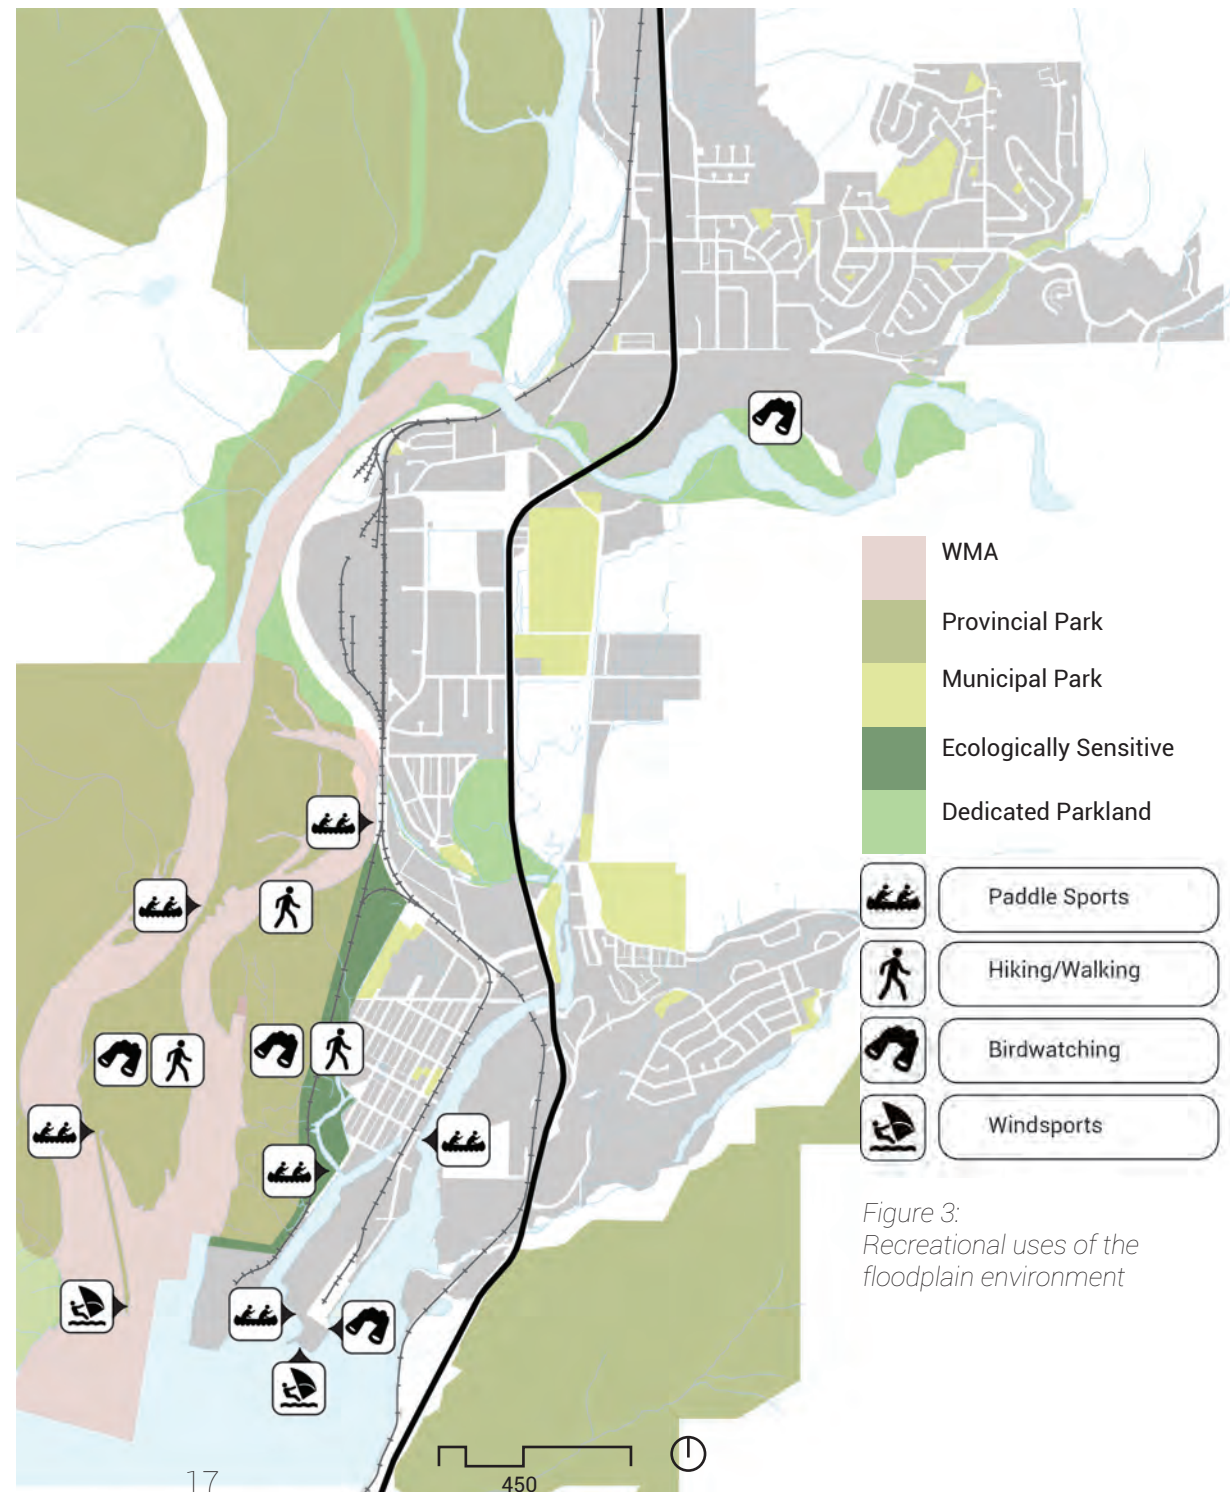 WMA
Provincial Park
Municipal Park
Ecologically Sensitive
Dedicated Parkland
Paddle Sports
Hiking/Walking
Birdwatching
Windsports
Figure 3:
Recreational uses of the
floodplain environment
450
17